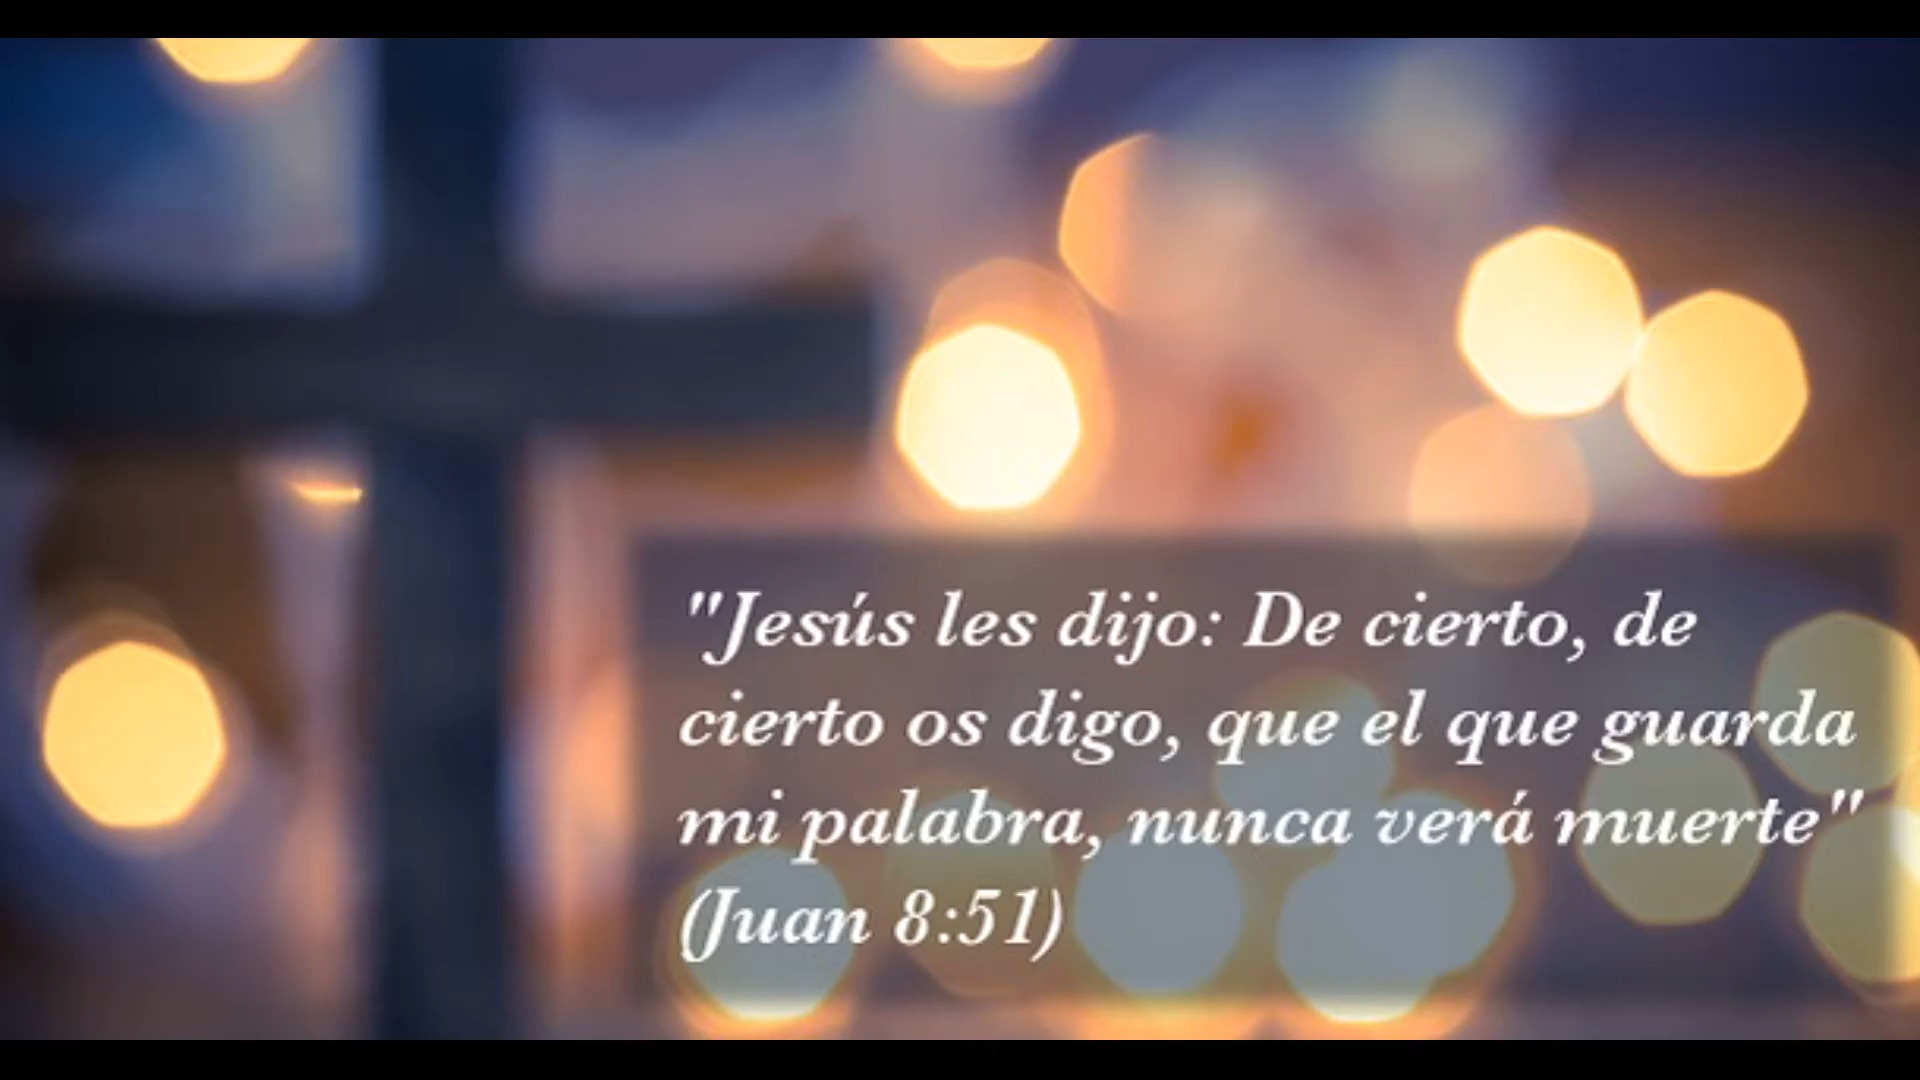 "Jesús les dijo: De cierto, de
cierto os digo, que el que guarda
mi palabra, nunca verá muerte"
(Juan 8:51)